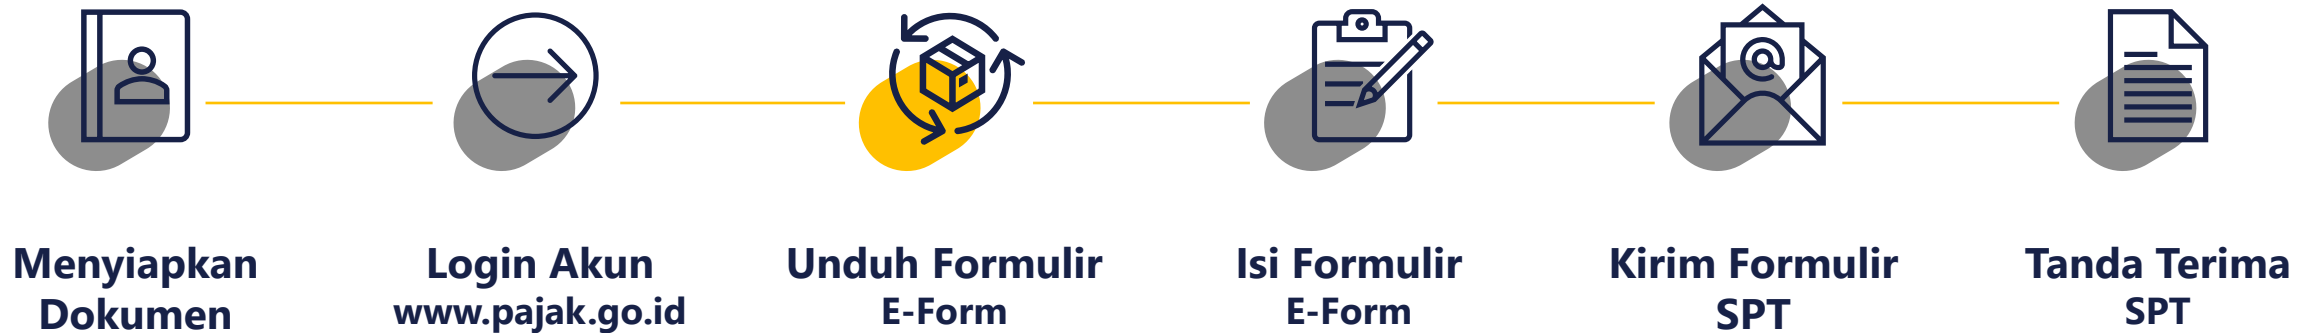 Menyiapkan
Dokumen
Login Akun
www.pajak.go.id
Unduh Formulir
E-Form
Isi Formulir
E-Form
Kirim Formulir
SPT
Tanda Terima
SPT